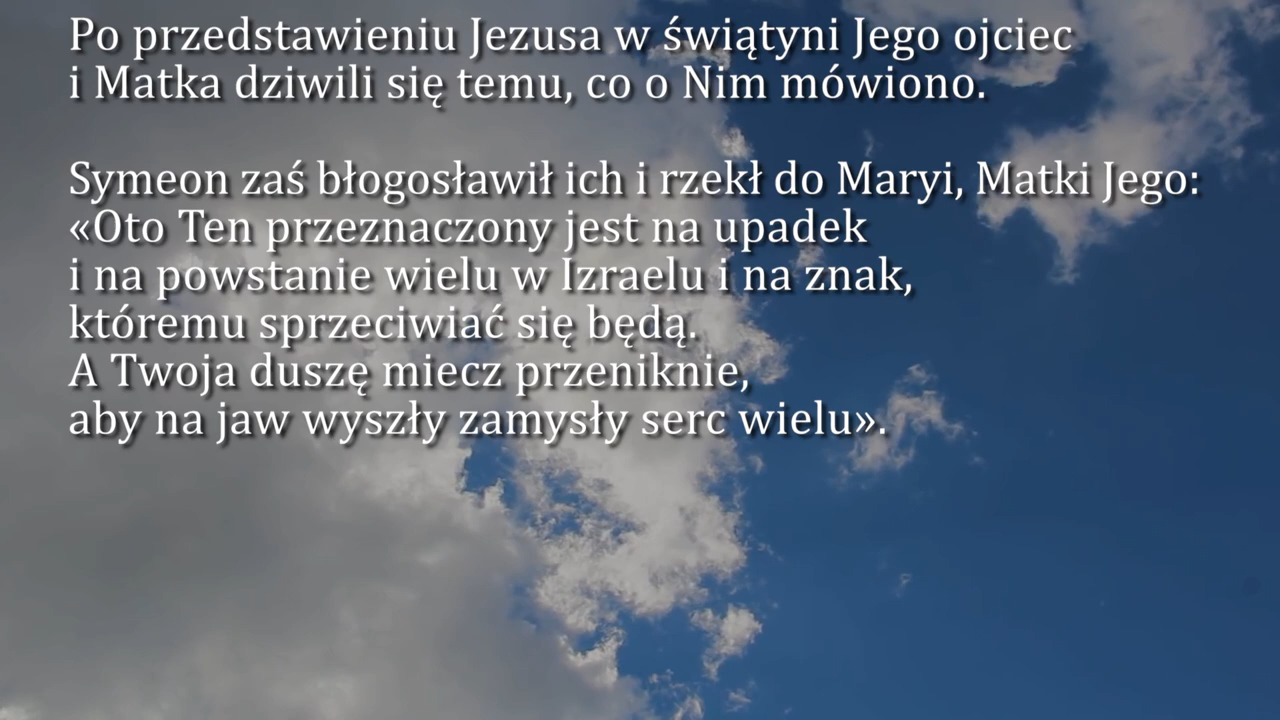 Po przedstawieniu Jezusa w świątyni Jego ojciec
i Matka dziwili się temu, co o Nim mówiono.
Symeon zaś błogosławił ich i rzekł do Maryi, Matki Jego:
«Oto Ten przeznaczony jest na upadek
i na powstanie wielu w Izraelu i na znak,
któremu sprzeciwiać się będą.
A Twoja duszę miecz przeniknie,
aby na jaw wyszły zamysły serc wielu».